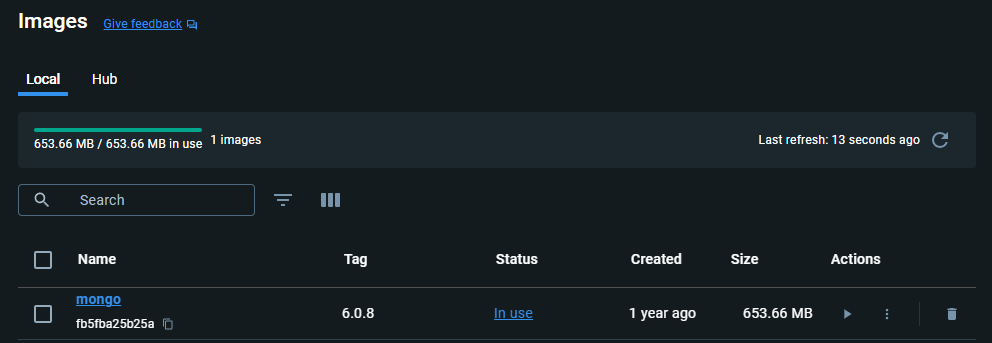 Images Give feedback
Local Hub
653.66 MB / 653.66 MB in use 1 images Last refresh: 13 seconds ago
Search
Name Tag Status Created Size Actions
mongo
fb5fba25b25a 6.0.8 In use 1 year ago 653.66 MB